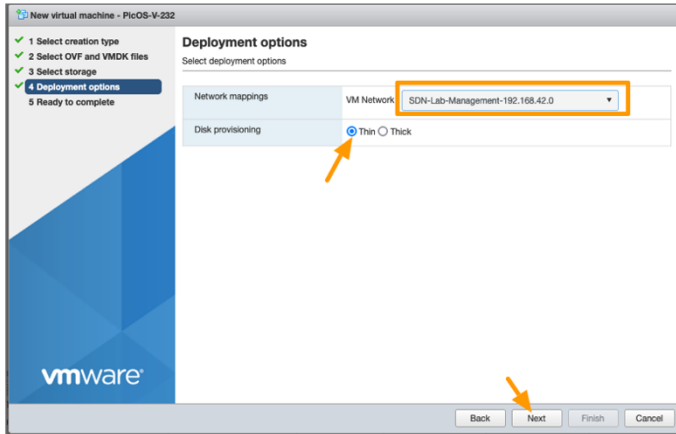 New virtual machine - PicOS-V-232
1 Select creation type
2 Select OVF and VMDK files
3 Select storage
4 Deployment options
5 Ready to complete
Deployment options
Select deployment options
Network mappings
VM Network SDN-Lab-Management-192.168.42.0
Disk provisioning
Thin Thick
vmware®
Back Next Finish Cancel